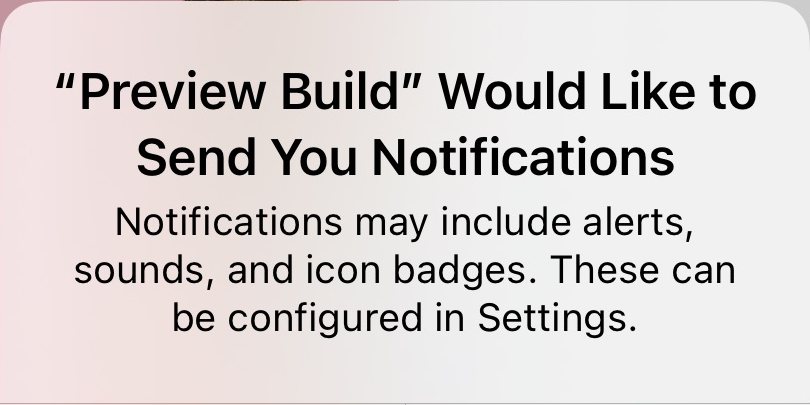 “Preview Build” Would Like to
Send You Notifications
Notifications may include alerts,
sounds, and icon badges. These can
be configured in Settings.